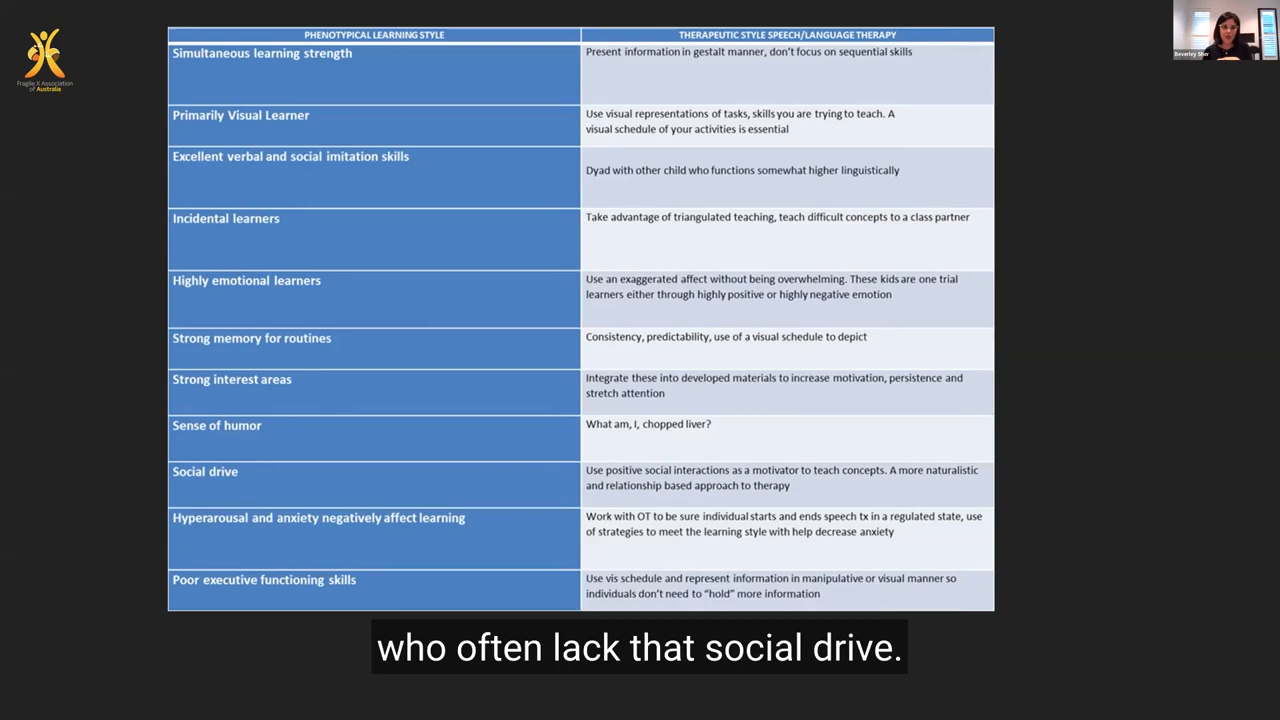 PHENOTYPICAL LEARNING STYLE
THERAPEUTIC STYLE SPEECH/LANGUAGE THERAPY
Simultaneous learning strength
Present information in gestalt manner, don't focus on sequential skills
Primarily Visual Learner
Use visual representations of tasks, skills you are trying to teach. A
visual schedule of your activities is essential
Excellent verbal and social imitation skills
Dyad with other child who functions somewhat higher linguistically
Incidental learners
Take advantage of triangulated teaching, teach difficult concepts to a class partner
Highly emotional learners
Use an exaggerated affect without being overwhelming. These kids are one trial
learners either through highly positive or highly negative emotion
Strong memory for routines
Consistency, predictability, use of a visual schedule to depict
Strong interest areas
Integrate these into developed materials to increase motivation, persistence and
stretch attention
Sense of humor
What am, I, chopped liver?
Social drive
Use positive social interactions as a motivator to teach concepts. A more naturalistic
and relationship based approach to therapy
Hyperarousal and anxiety negatively affect learning
Work with OT to be sure individual starts and ends speech tx in a regulated state, use
of strategies to meet the learning style with help decrease anxiety
Poor executive functioning skills
Use vis schedule and represent information in manipulative or visual manner so
individuals don't need to "hold" more information
Fragile X Association
of Australia
Beverley Sher
who often lack that social drive.